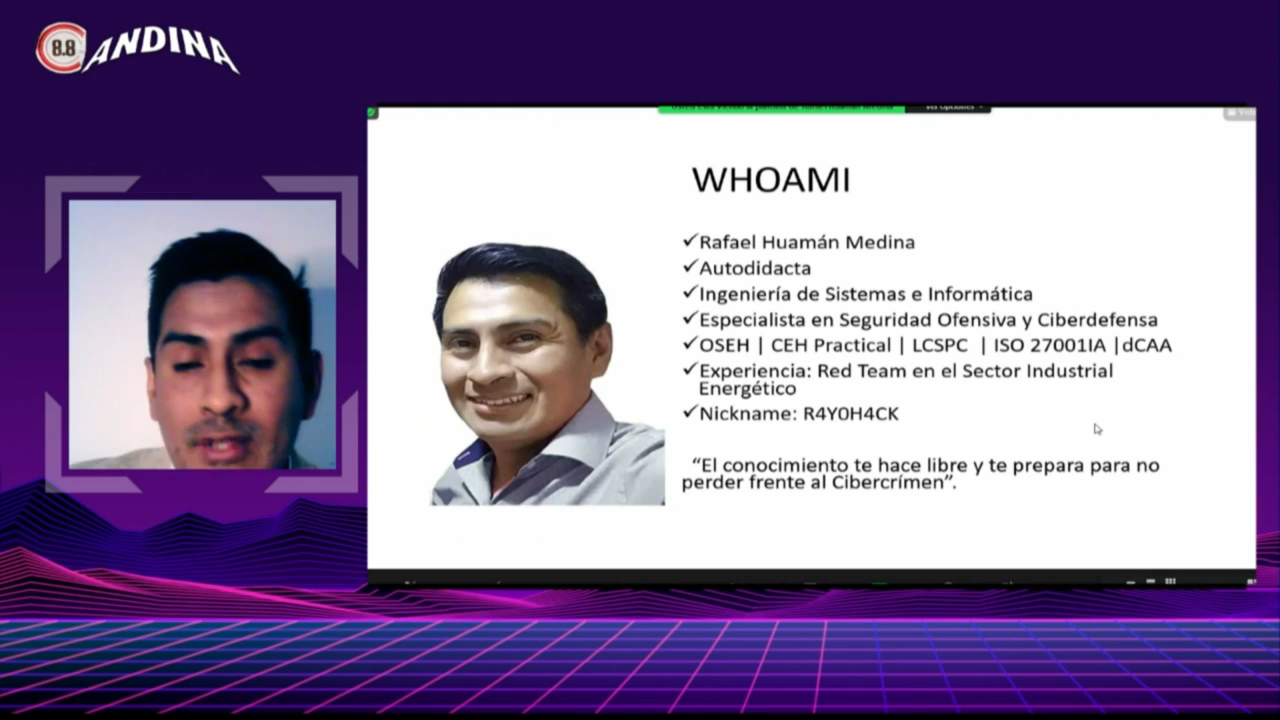 8.8
ANDINA
WHOAMI
✓Rafael Huamán Medina
✓Autodidacta
✓Ingeniería de Sistemas e Informática
✓Especialista en Seguridad Ofensiva y Ciberdefensa
✓OSEH | CEH Practical | LCSPC | ISO 27001IA |dCAA
✓Experiencia: Red Team en el Sector Industrial
Energético
✓Nickname: R4Y0H4CK
“El conocimiento te hace libre y te prepara para no
perder frente al Cibercrímen”.